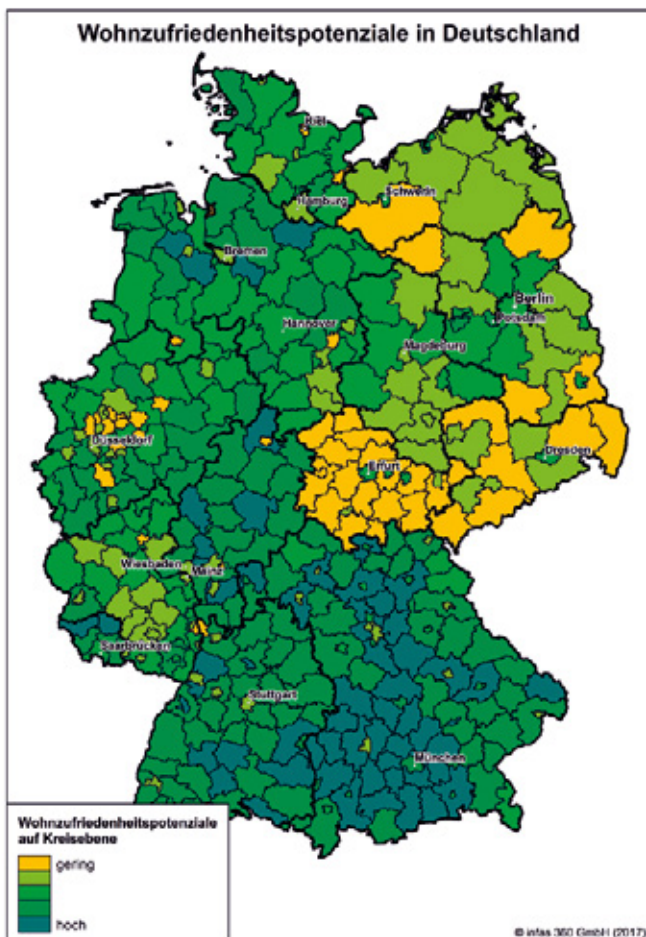 Wohnzufriedenheitspotenziale in Deutschland
Kiel
Schwerin
Hamburg
Bremen
Berlin
Potsdam
Hannover
Magdeburg
Düsseldorf
Erfurt
Dresden
Wiesbaden
Mainz
Saarbrücken
Stuttgart
München
Wohnzufriedenheitspotenziale
auf Kreisebene
gering
hoch
© infas 360 GmbH (2017)